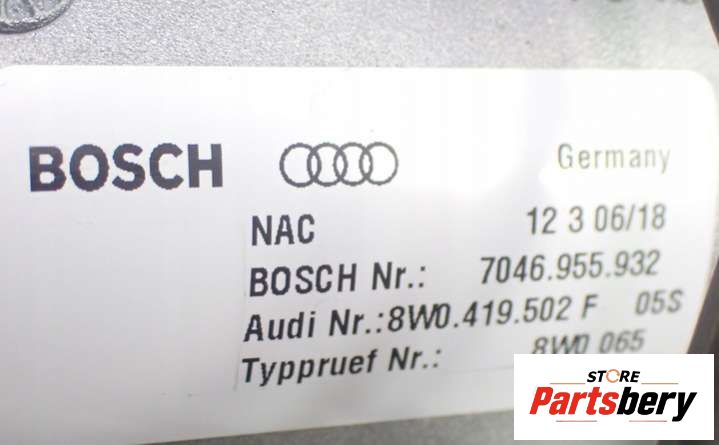 BOSCH Germany
NAC 12 3 06/18
BOSCH Nr.: 7046.955.932
Audi Nr.:8W0.419.502 F 05S
Typpruef Nr.: 8W0 065
STORE
Partsbery